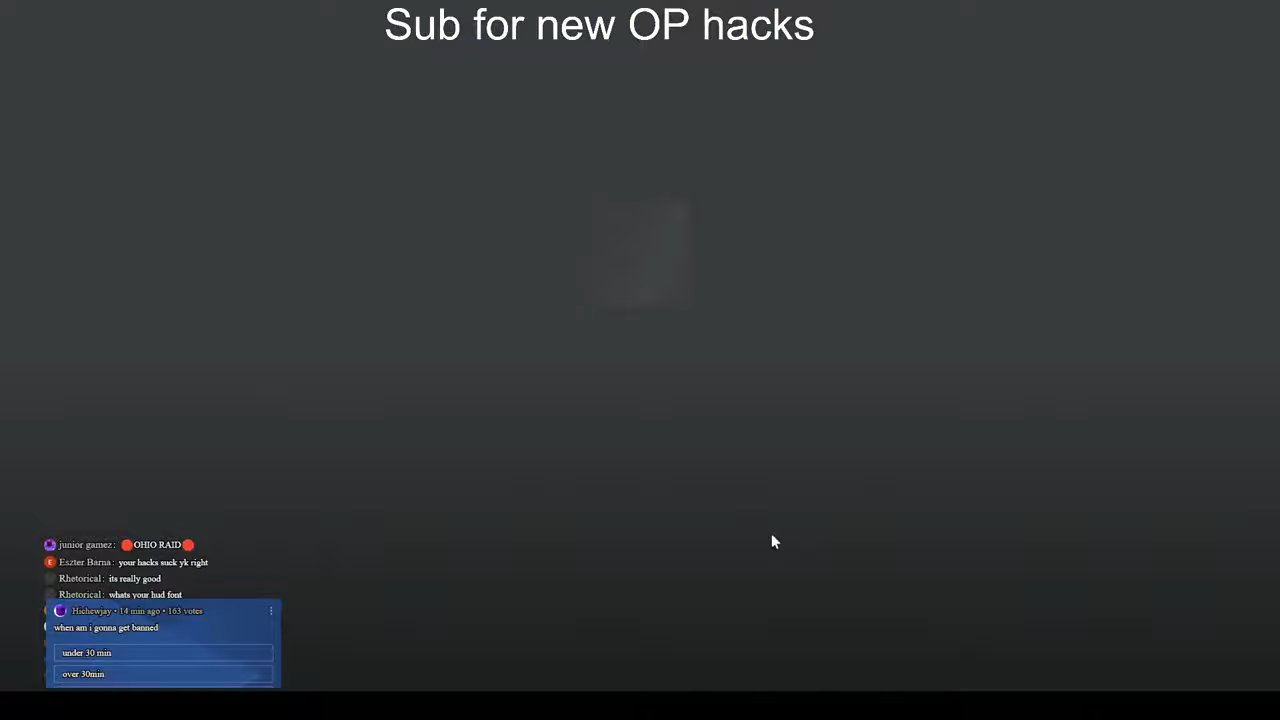 Sub for new OP hacks
junior gamez: 🔴OHIO RAID🔴
E Eszter Barna: your hacks suck yk right
Rhetorical: its really good
Rhetorical: whats your hud font
Hichewjay • 14 min ago • 163 votes
when am i gonna get banned
under 30 min
over 30min